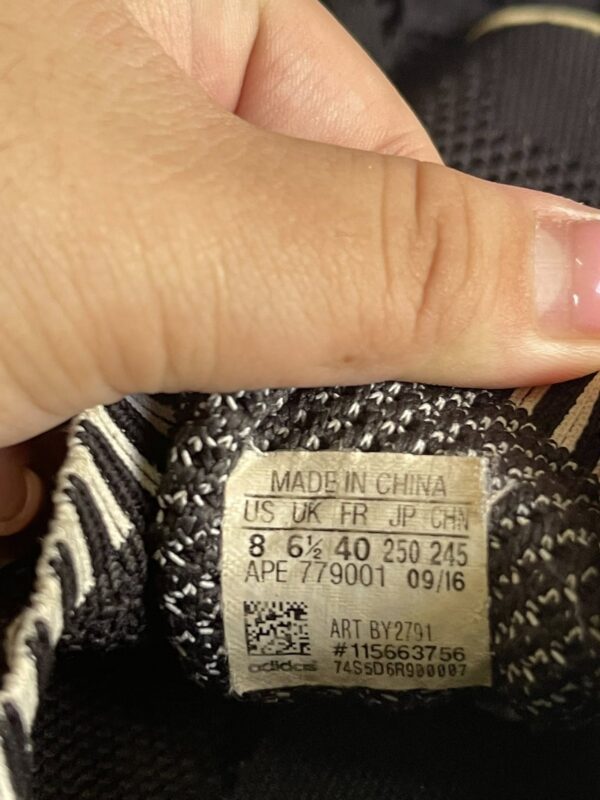 MADE IN CHINA
US UK FR JP CHN
8 6½ 40 250 245
APE 779001 09/16
ART BY2791
#115663756
adidas 74S5D6R900007